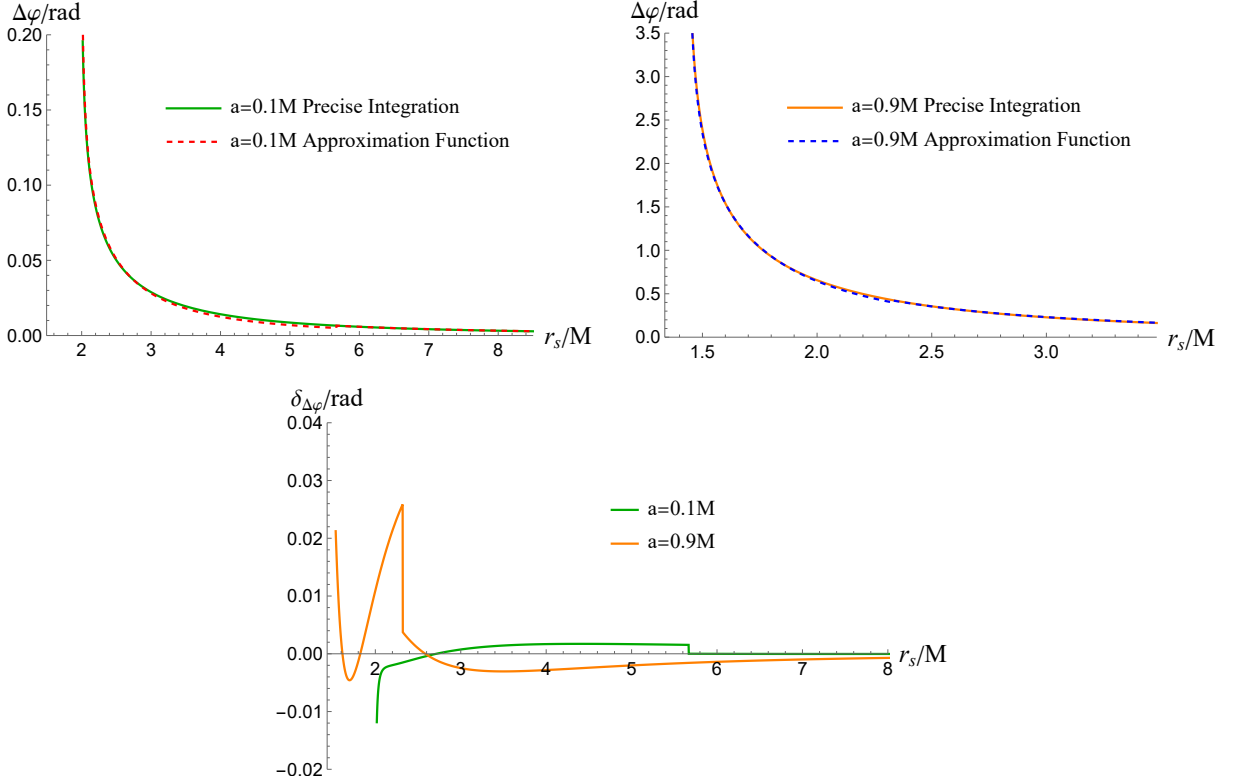 Δφ/rad
0.20
0.15
0.10
0.05
0.00
2 3 4 5 6 7 8
r_s/M
a=0.1M Precise Integration
a=0.1M Approximation Function
Δφ/rad
3.5
3.0
2.5
2.0
1.5
1.0
0.5
0.0
1.5 2.0 2.5 3.0
r_s/M
a=0.9M Precise Integration
a=0.9M Approximation Function
δ_Δφ/rad
0.04
0.03
0.02
0.01
0.00
−0.01
−0.02
2 3 4 5 6 7 8
r_s/M
a=0.1M
a=0.9M